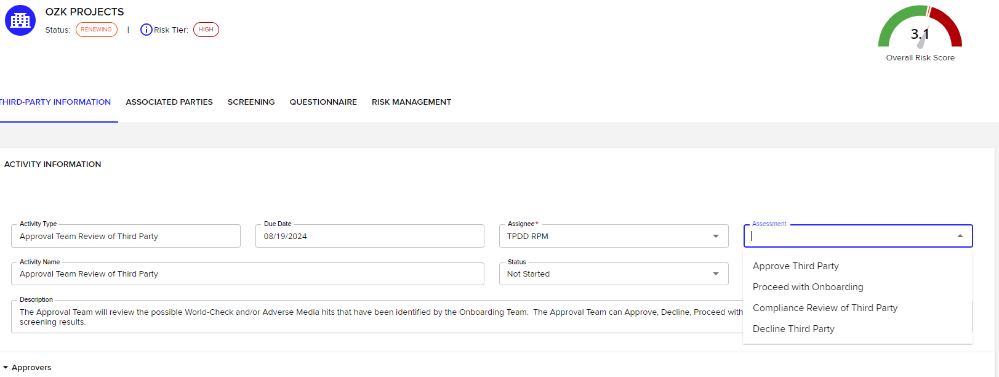 OZK PROJECTS
Status: RENEWING | Risk Tier: HIGH
3.1
Overall Risk Score
THIRD-PARTY INFORMATION ASSOCIATED PARTIES SCREENING QUESTIONNAIRE RISK MANAGEMENT
ACTIVITY INFORMATION
Activity Type
Approval Team Review of Third Party
Due Date
08/19/2024
Assignee*
TPDD RPM
Assessment
Activity Name
Approval Team Review of Third Party
Status
Not Started
Approve Third Party
Proceed with Onboarding
Compliance Review of Third Party
Decline Third Party
Description
The Approval Team will review the possible World-Check and/or Adverse Media hits that have been identified by the Onboarding Team. The Approval Team can Approve, Decline, Proceed with
screening results.
Approvers